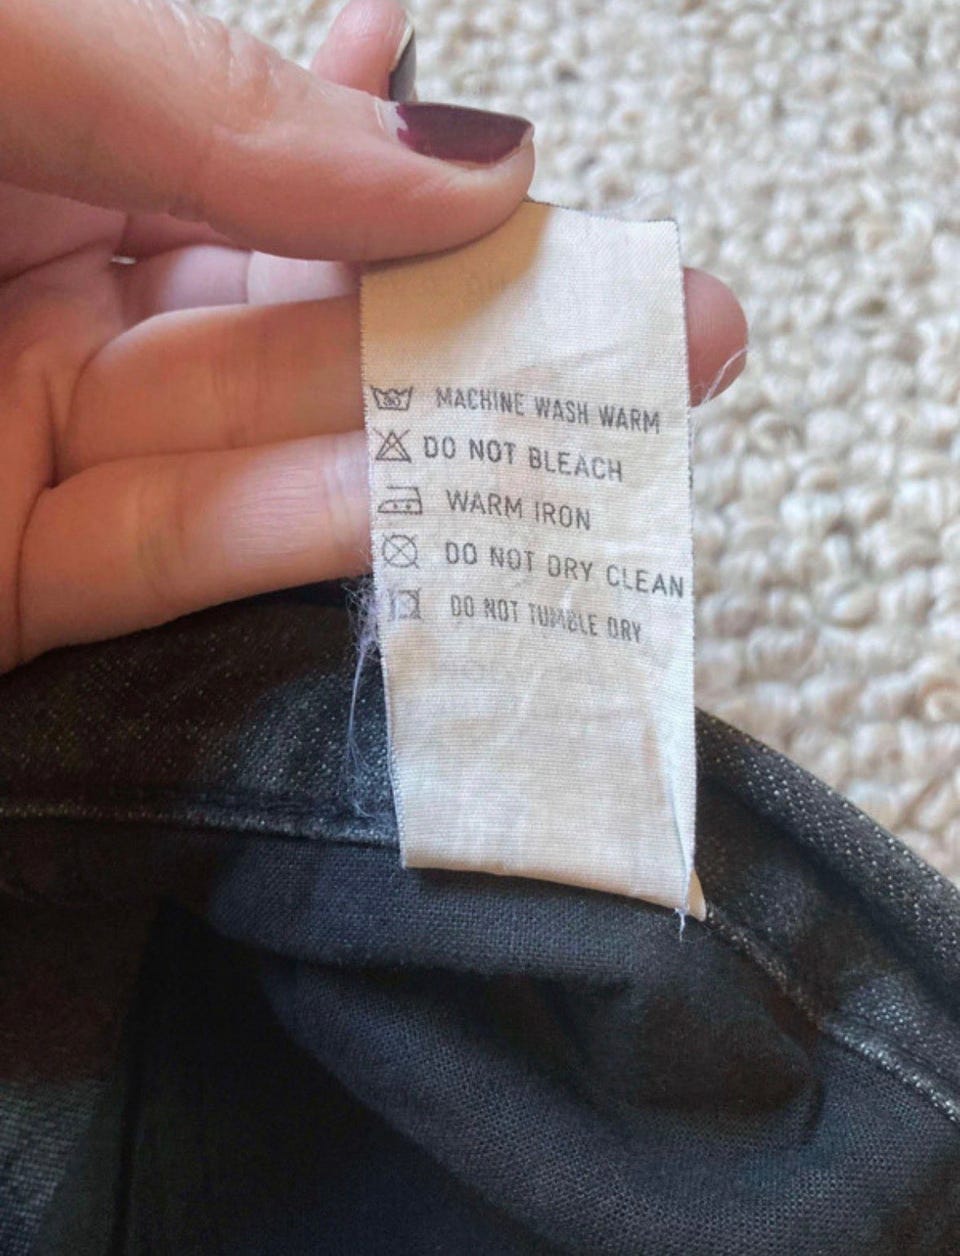 MACHINE WASH WARM
DO NOT BLEACH
WARM IRON
DO NOT DRY CLEAN
DO NOT TUMBLE DRY